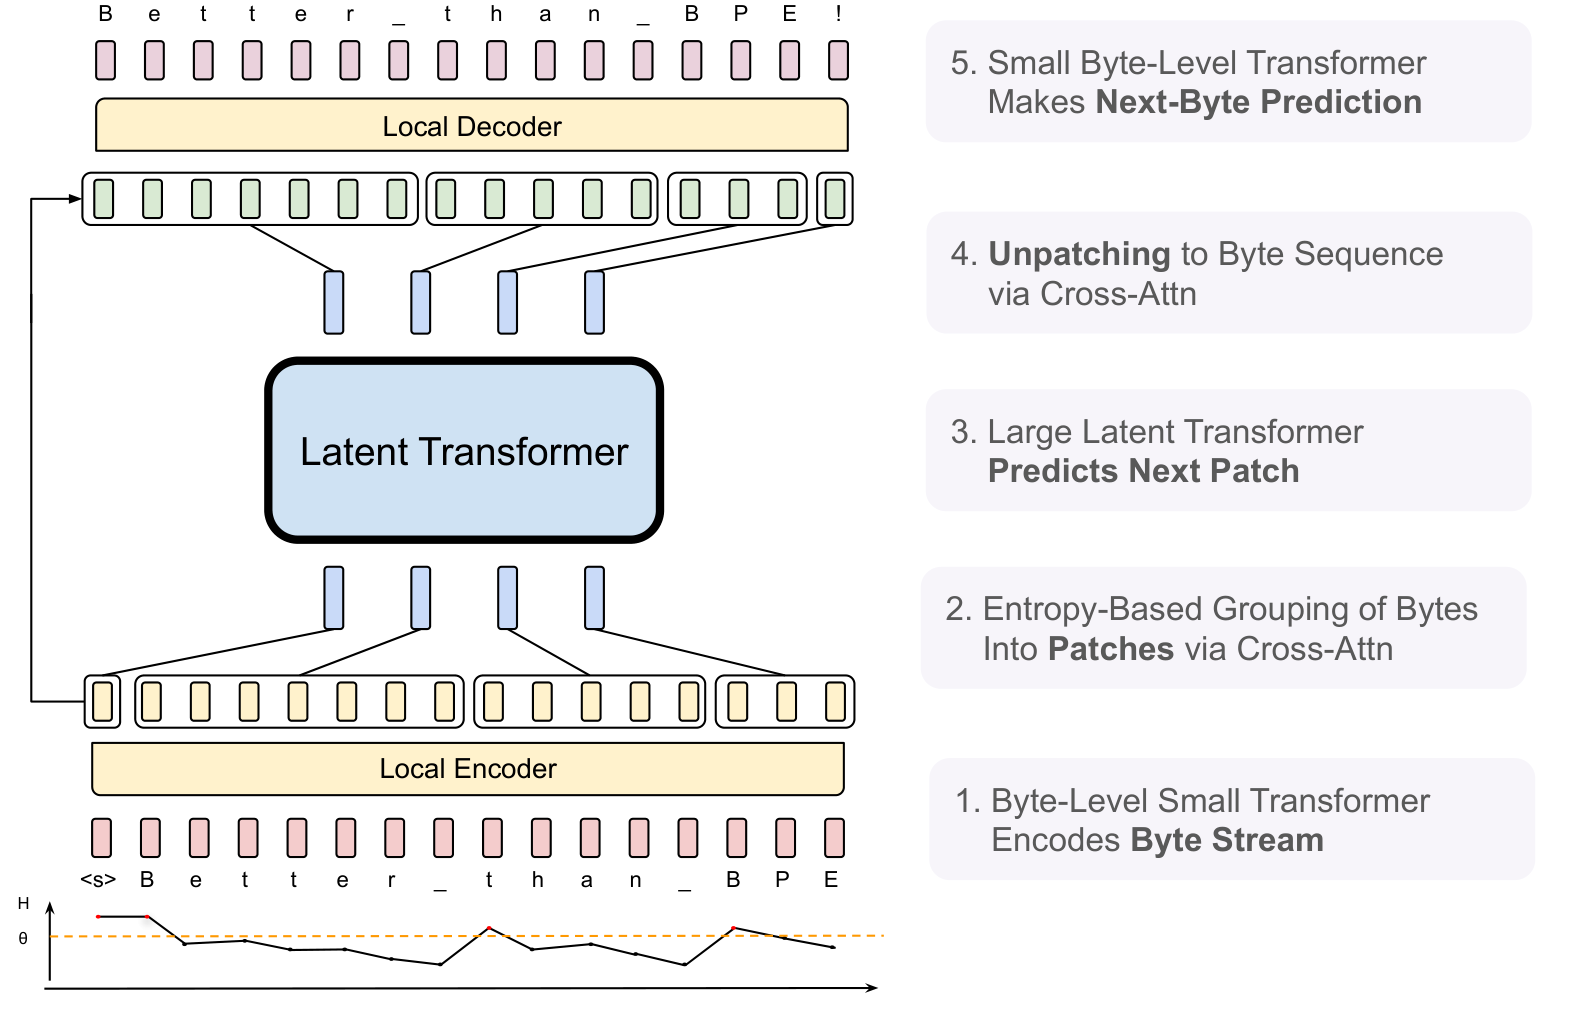 B e t t e r _ t h a n _ B P E !
Local Decoder
Latent Transformer
Local Encoder
<s> B e t t e r _ t h a n _ B P E
H
θ
5. Small Byte-Level Transformer
Makes Next-Byte Prediction
4. Unpatching to Byte Sequence
via Cross-Attn
3. Large Latent Transformer
Predicts Next Patch
2. Entropy-Based Grouping of Bytes
Into Patches via Cross-Attn
1. Byte-Level Small Transformer
Encodes Byte Stream